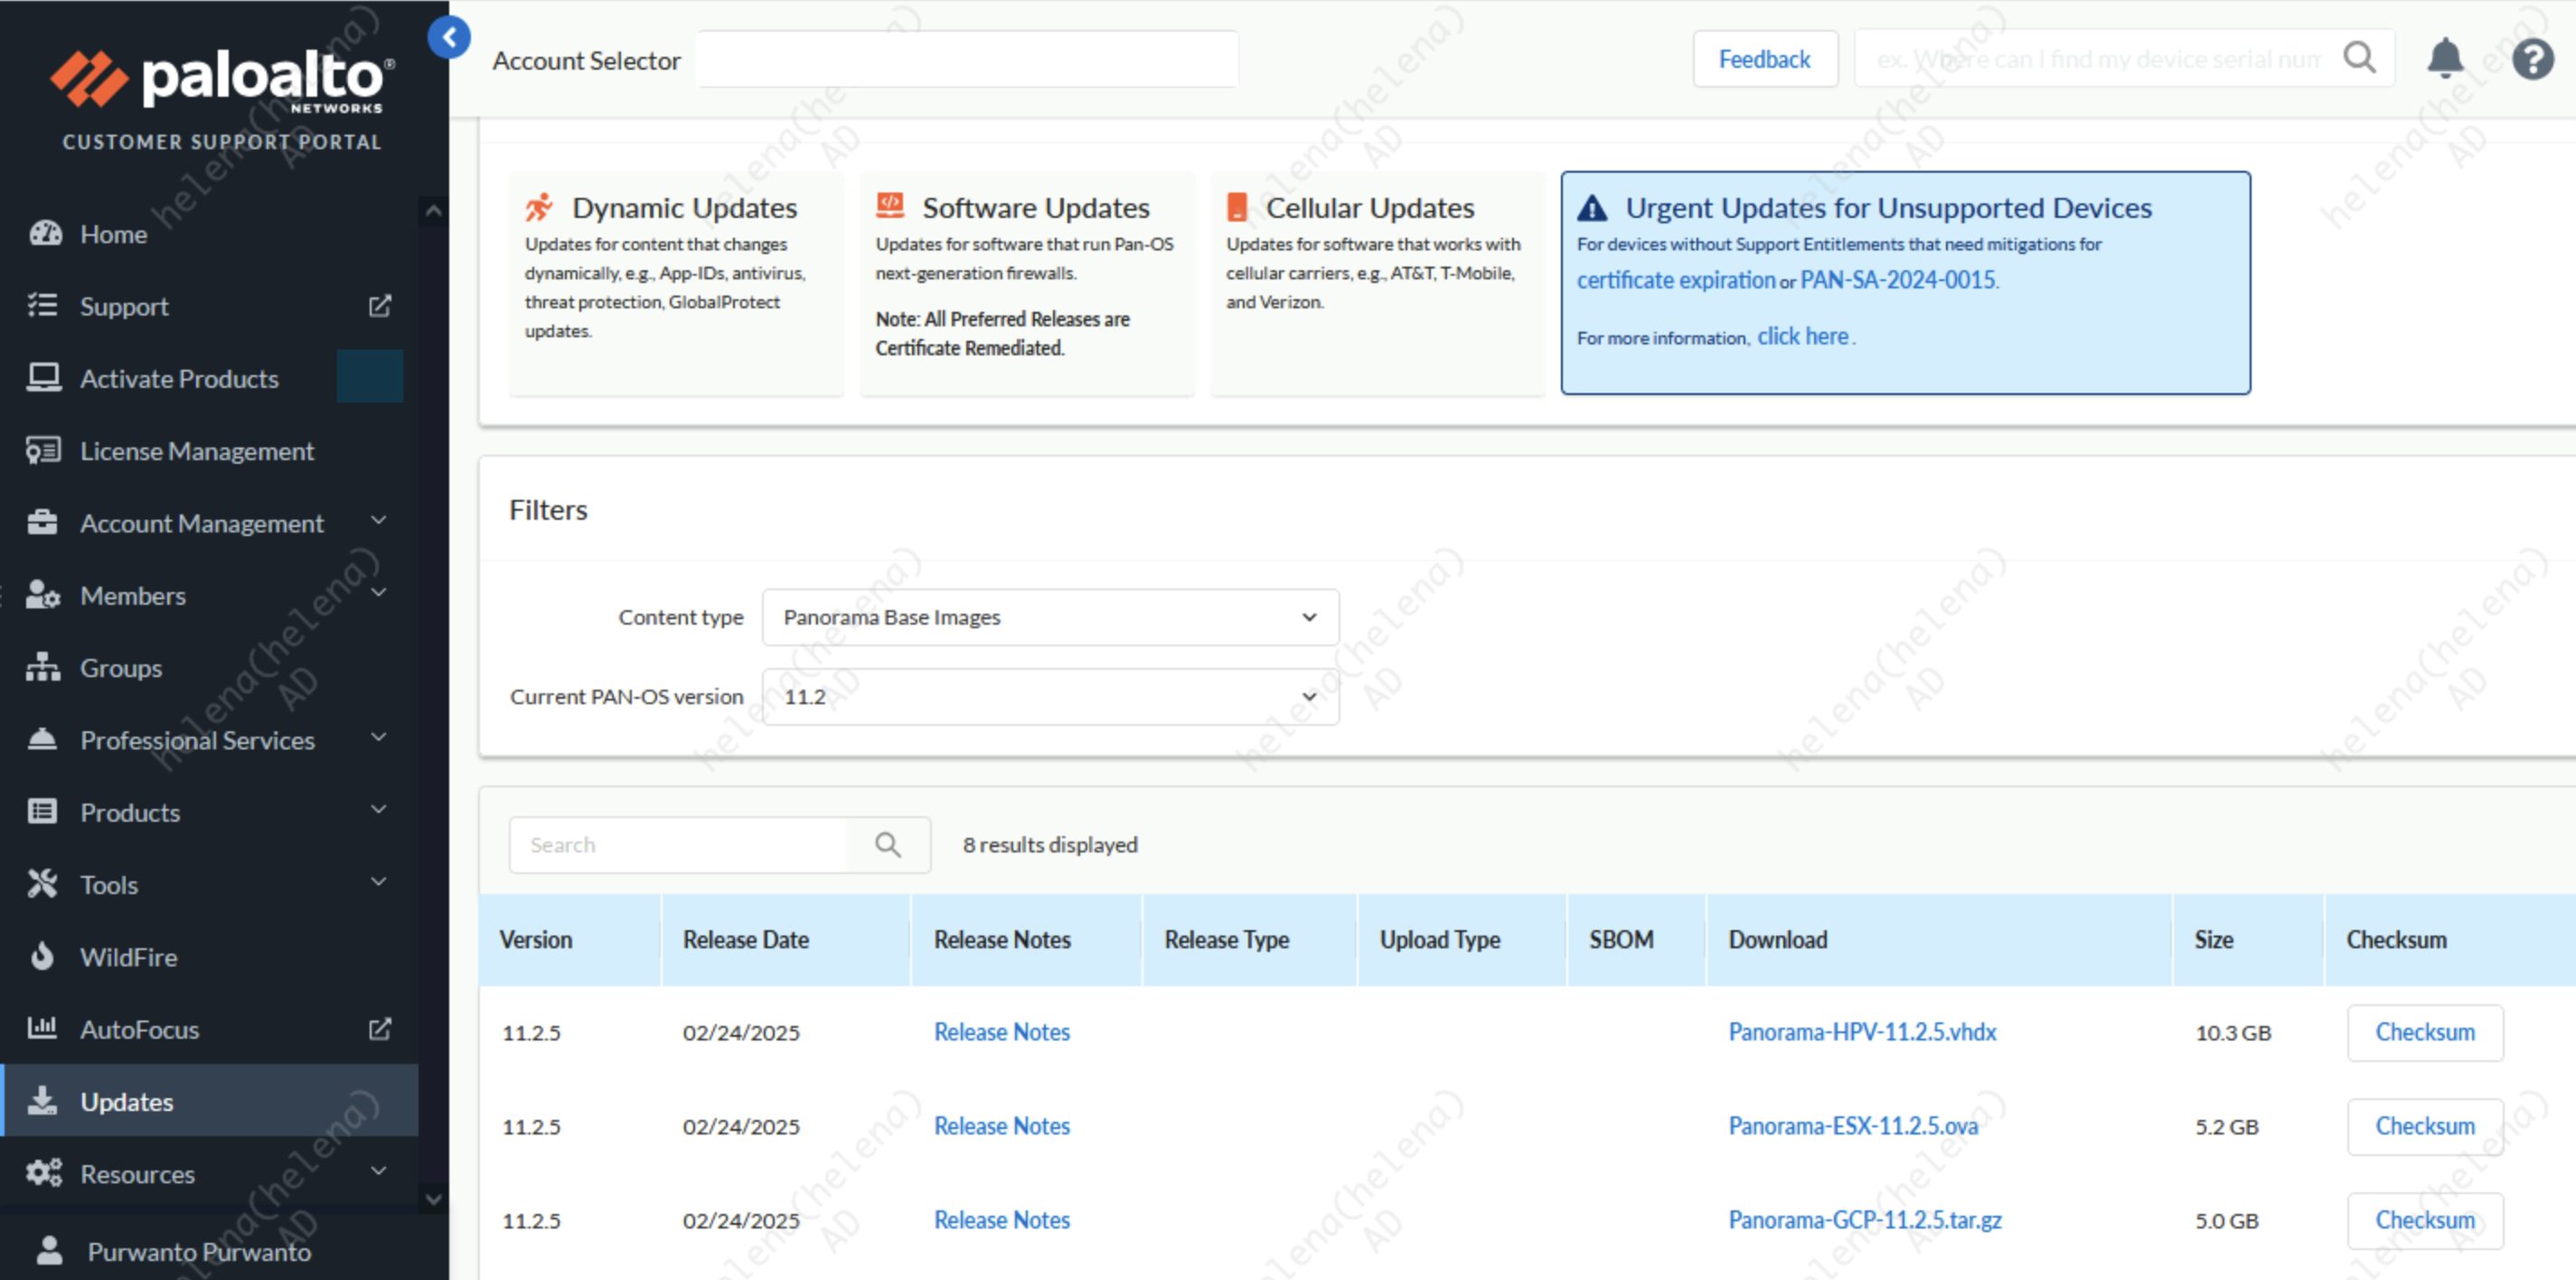 paloalto®
NETWORKS
CUSTOMER SUPPORT PORTAL
Home
Support
Activate Products
License Management
Account Management
Members
Groups
Professional Services
Products
Tools
WildFire
AutoFocus
Updates
Resources
Purwanto Purwanto
Account Selector
Feedback
ex. Where can I find my device serial num
Dynamic Updates
Updates for content that changes
dynamically, e.g., App-IDs, antivirus,
threat protection, GlobalProtect
updates.
Software Updates
Updates for software that run Pan-OS
next-generation firewalls.
Note: All Preferred Releases are
Certificate Remediated.
Cellular Updates
Updates for software that works with
cellular carriers, e.g., AT&T, T-Mobile,
and Verizon.
Urgent Updates for Unsupported Devices
For devices without Support Entitlements that need mitigations for
certificate expiration or PAN-SA-2024-0015.
For more information, click here .
Filters
Content type Panorama Base Images
Current PAN-OS version 11.2
Search 8 results displayed
Version Release Date Release Notes Release Type Upload Type SBOM Download Size Checksum
11.2.5 02/24/2025 Release Notes Panorama-HPV-11.2.5.vhdx 10.3 GB Checksum
11.2.5 02/24/2025 Release Notes Panorama-ESX-11.2.5.ova 5.2 GB Checksum
11.2.5 02/24/2025 Release Notes Panorama-GCP-11.2.5.tar.gz 5.0 GB Checksum
helena(helena)
AD